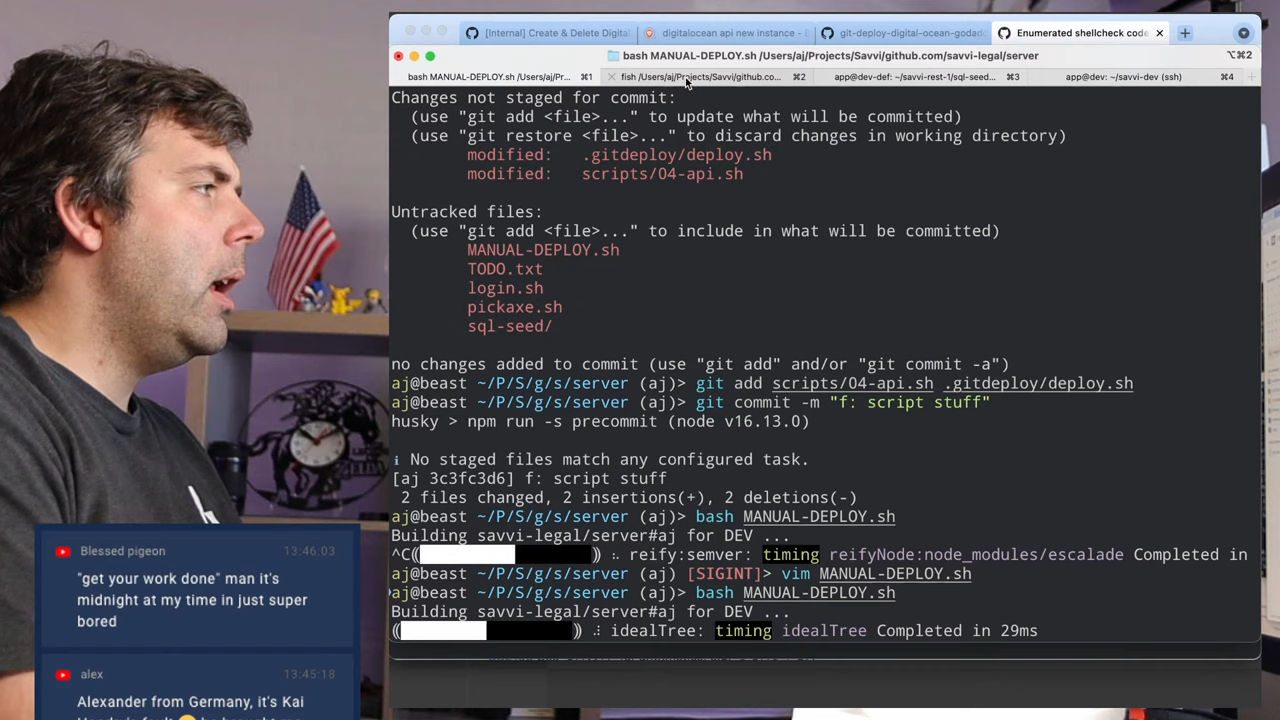 [Internal] Create & Delete Digital
digitalocean api new instance - B
git-deploy-digital-ocean-godad
Enumerated shellcheck code
bash MANUAL-DEPLOY.sh /Users/aj/Projects/Savvi/github.com/savvi-legal/server
⌥⌘2
bash MANUAL-DEPLOY.sh /Users/aj/Pr... ⌘1
fish /Users/aj/Projects/Savvi/github.co... ⌘2
app@dev-def: ~/savvi-rest-1/sql-seed... ⌘3
app@dev: ~/savvi-dev (ssh) ⌘4
Changes not staged for commit:
(use "git add <file>..." to update what will be committed)
(use "git restore <file>..." to discard changes in working directory)
modified: .gitdeploy/deploy.sh
modified: scripts/04-api.sh
Untracked files:
(use "git add <file>..." to include in what will be committed)
MANUAL-DEPLOY.sh
TODO.txt
login.sh
pickaxe.sh
sql-seed/
no changes added to commit (use "git add" and/or "git commit -a")
aj@beast ~/P/S/g/s/server (aj)> git add scripts/04-api.sh .gitdeploy/deploy.sh
aj@beast ~/P/S/g/s/server (aj)> git commit -m "f: script stuff"
husky > npm run -s precommit (node v16.13.0)
ℹ No staged files match any configured task.
[aj 3c3fc3d6] f: script stuff
2 files changed, 2 insertions(+), 2 deletions(-)
aj@beast ~/P/S/g/s/server (aj)> bash MANUAL-DEPLOY.sh
Building savvi-legal/server#aj for DEV ...
^C(( )) ⠦ reify:semver: timing reifyNode:node_modules/escalade Completed in
aj@beast ~/P/S/g/s/server (aj) [SIGINT]> vim MANUAL-DEPLOY.sh
aj@beast ~/P/S/g/s/server (aj)> bash MANUAL-DEPLOY.sh
Building savvi-legal/server#aj for DEV ...
(( )) ⠼ idealTree: timing idealTree Completed in 29ms
Blessed pigeon 13:46:03
"get your work done" man it's
midnight at my time in just super
bored
alex 13:45:18
Alexander from Germany, it's Kai